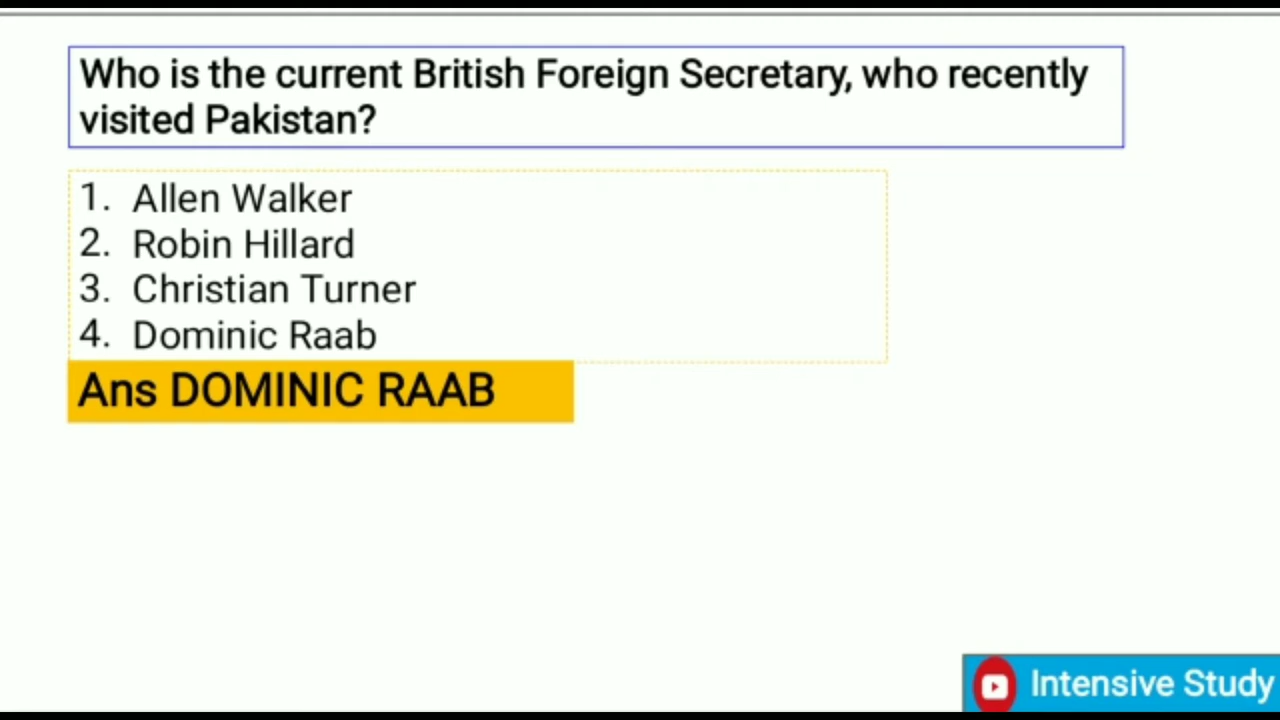 Who is the current British Foreign Secretary, who recently
visited Pakistan?
1. Allen Walker
2. Robin Hillard
3. Christian Turner
4. Dominic Raab
Ans DOMINIC RAAB
Intensive Study